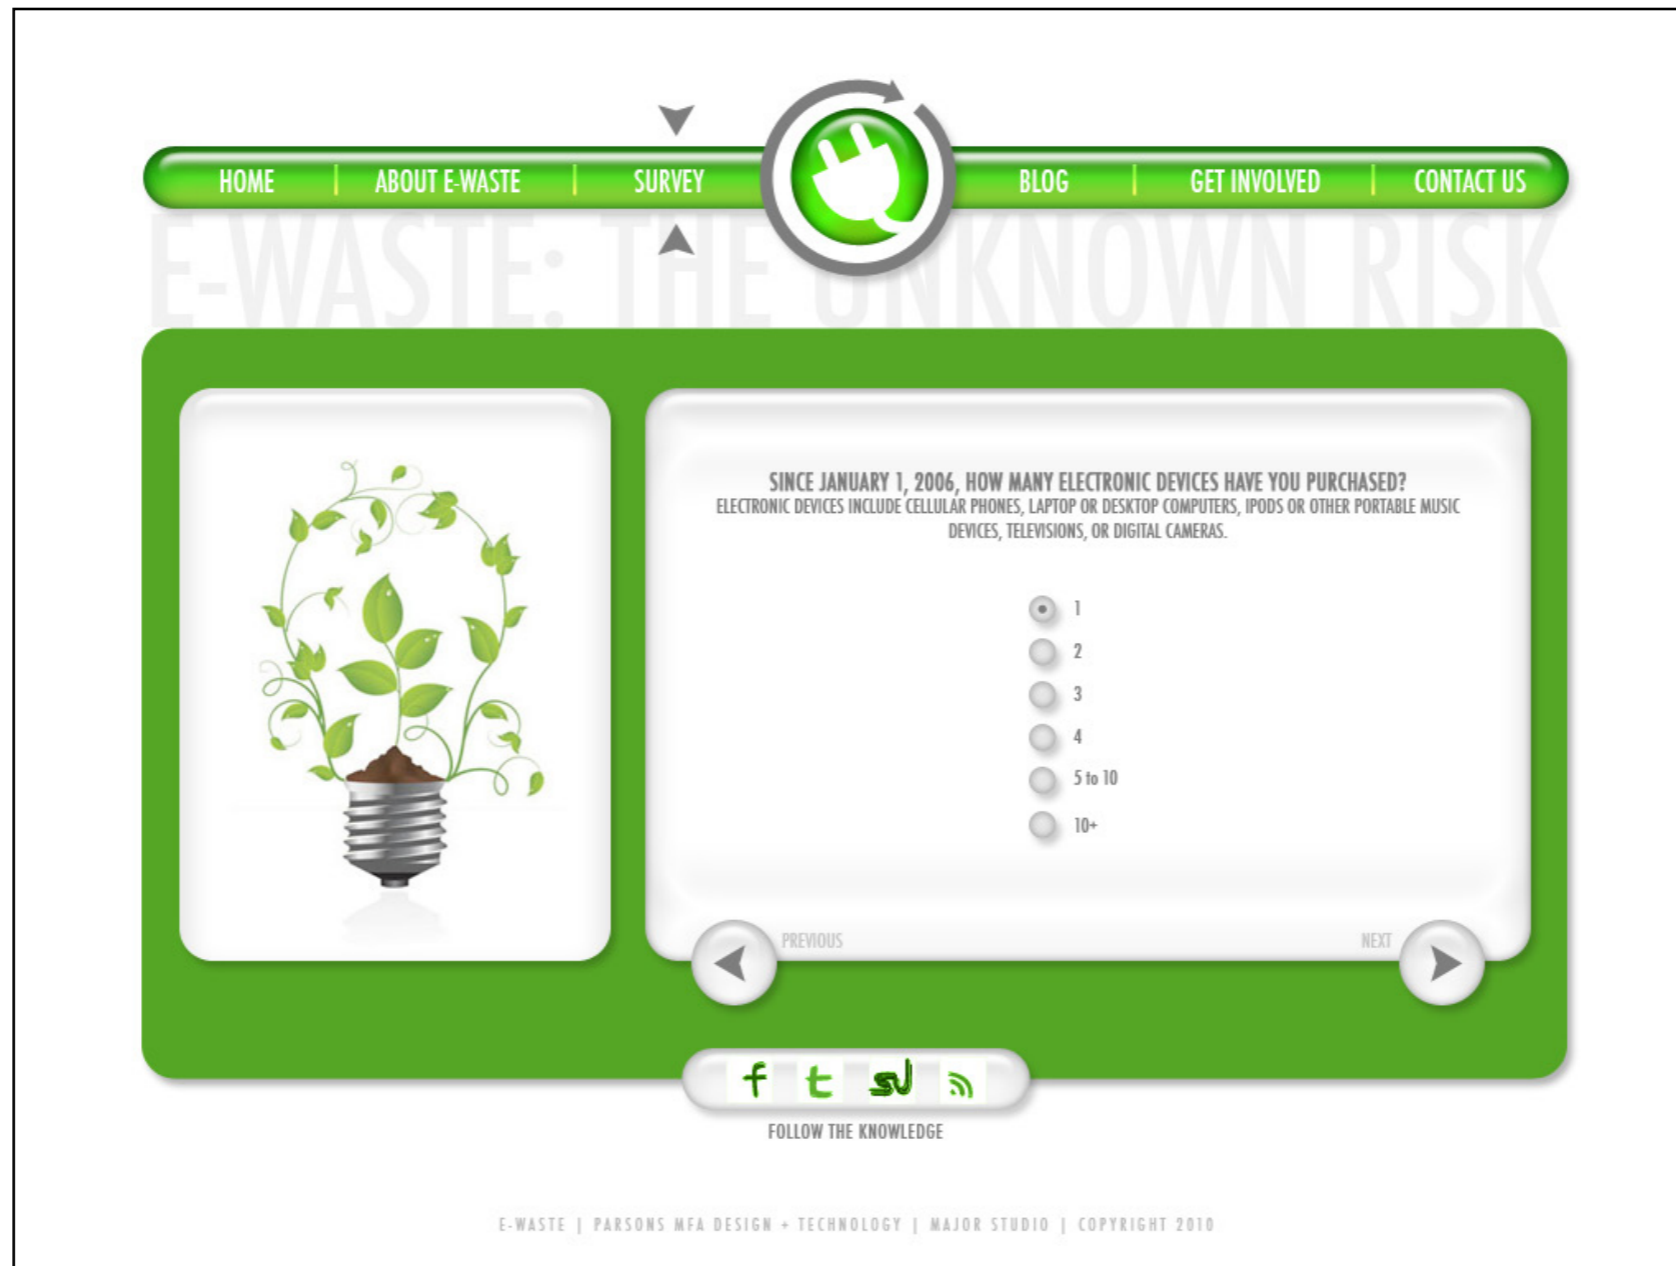 HOME | ABOUT E-WASTE | SURVEY BLOG | GET INVOLVED | CONTACT US
E-WASTE: THE UNKNOWN RISK
SINCE JANUARY 1, 2006, HOW MANY ELECTRONIC DEVICES HAVE YOU PURCHASED?
ELECTRONIC DEVICES INCLUDE CELLULAR PHONES, LAPTOP OR DESKTOP COMPUTERS, IPODS OR OTHER PORTABLE MUSIC
DEVICES, TELEVISIONS, OR DIGITAL CAMERAS.
1
2
3
4
5 to 10
10+
PREVIOUS NEXT
f t su
FOLLOW THE KNOWLEDGE
E-WASTE | PARSONS MFA DESIGN + TECHNOLOGY | MAJOR STUDIO | COPYRIGHT 2010